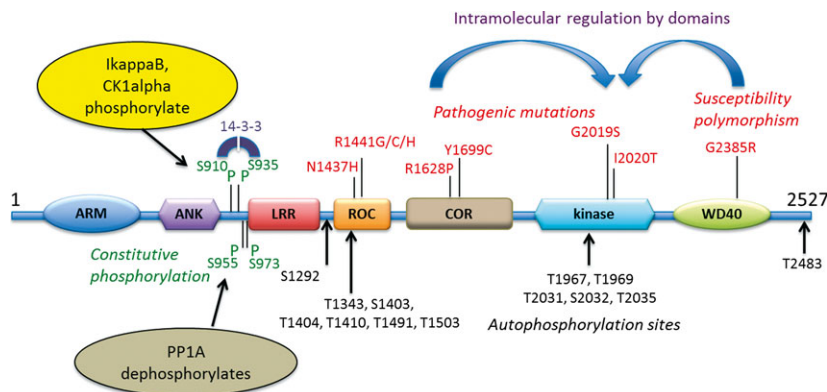 Intramolecular regulation by domains
IkappaB,
CK1alpha
phosphorylate
14-3-3
S910
S935
P P
Pathogenic mutations
Susceptibility
polymorphism
R1441G/C/H
N1437H
Y1699C
R1628P
G2019S
I2020T
G2385R
1
2527
ARM
ANK
LRR
ROC
COR
kinase
WD40
Constitutive
phosphorylation
P
P
S955
S973
S1292
T1343, S1403,
T1404, T1410, T1491, T1503
T1967, T1969
T2031, S2032, T2035
Autophosphorylation sites
T2483
PP1A
dephosphorylates